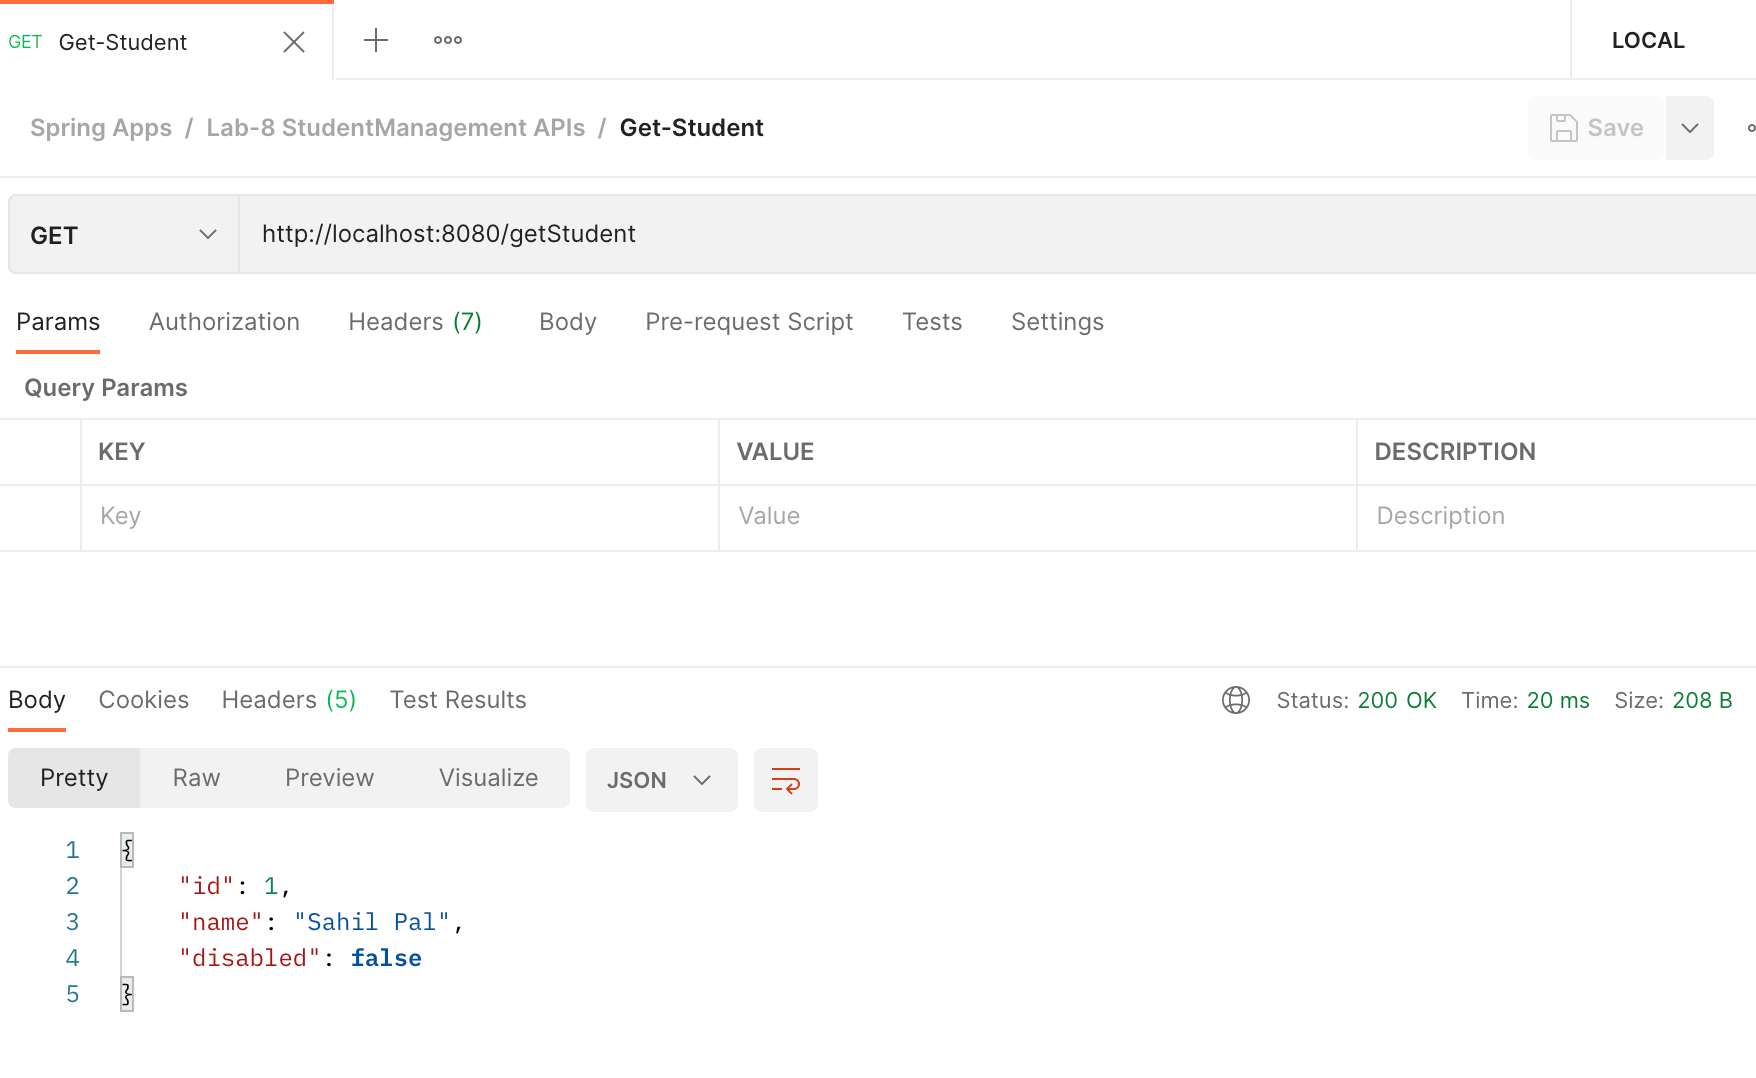 GET Get-Student LOCAL
Spring Apps / Lab-8 StudentManagement APIs / Get-Student Save
GET http://localhost:8080/getStudent
Params Authorization Headers (7) Body Pre-request Script Tests Settings
Query Params
KEY VALUE DESCRIPTION
Key Value Description
Body Cookies Headers (5) Test Results Status: 200 OK Time: 20 ms Size: 208 B
Pretty Raw Preview Visualize JSON
1 {
2 "id": 1,
3 "name": "Sahil Pal",
4 "disabled": false
5 }